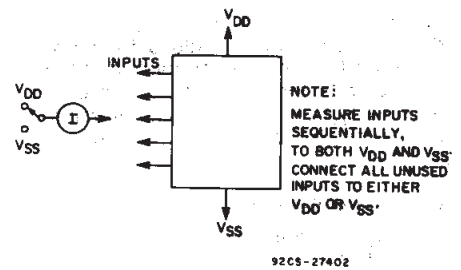 VDD
INPUTS
VDD
I
VSS
NOTE:
MEASURE INPUTS
SEQUENTIALLY,
TO BOTH VDD AND VSS.
CONNECT ALL UNUSED
INPUTS TO EITHER
VDD OR VSS.
VSS
92CS-27402